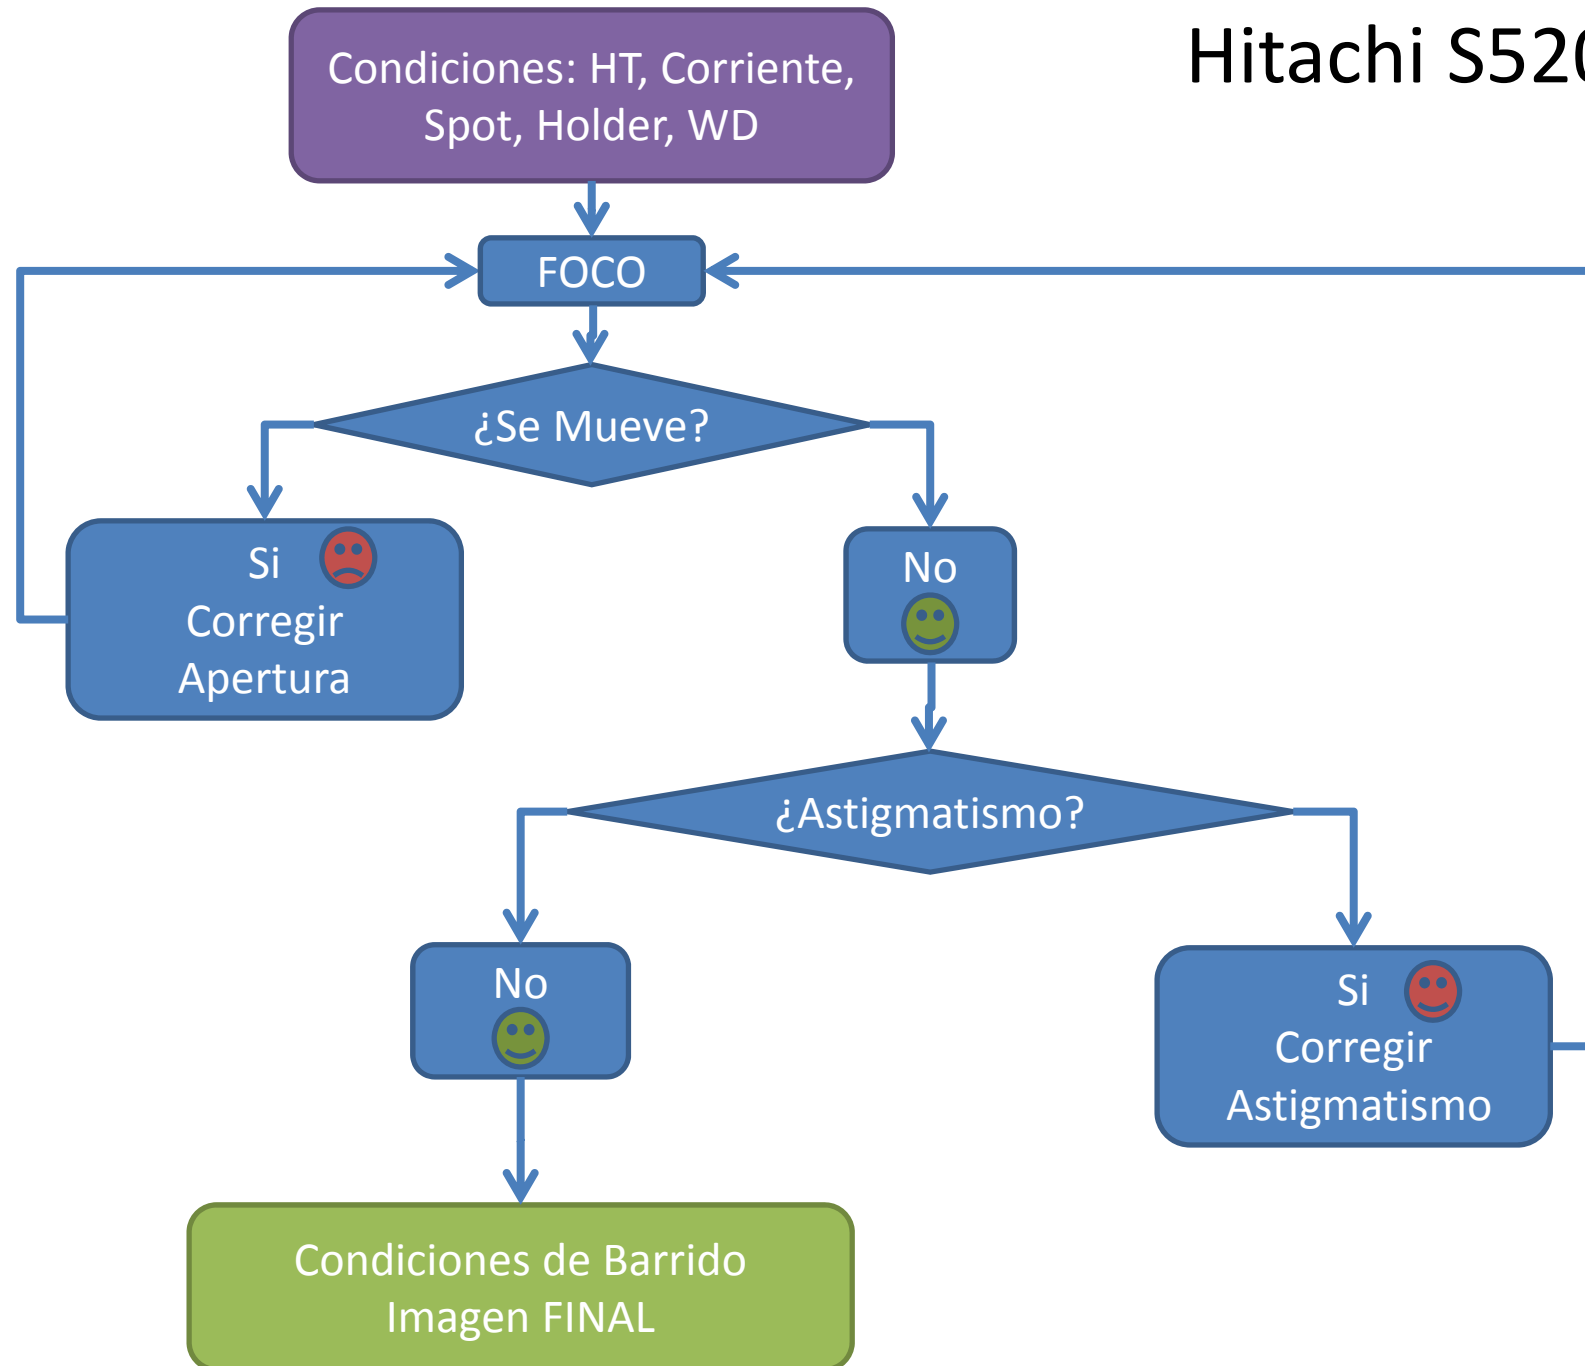 Hitachi S520
Condiciones: HT, Corriente,
Spot, Holder, WD
FOCO
¿Se Mueve?
Si
Corregir
Apertura
No
¿Astigmatismo?
No
Si
Corregir
Astigmatismo
Condiciones de Barrido
Imagen FINAL